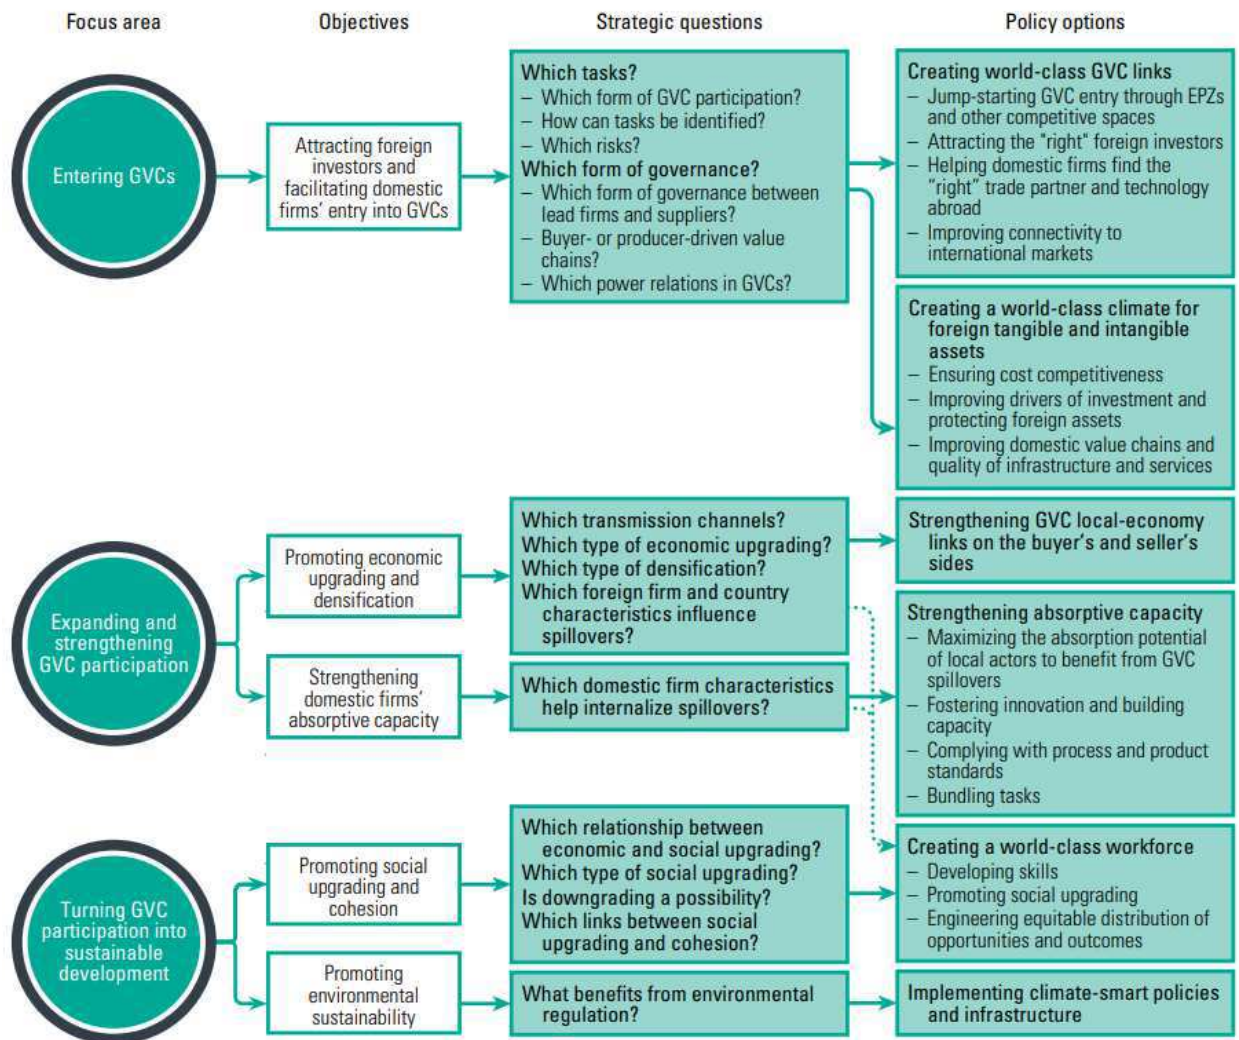 Focus area
Objectives
Strategic questions
Policy options
Entering GVCs
Attracting foreign
investors and
facilitating domestic
firms' entry into GVCs
Which tasks?
– Which form of GVC participation?
– How can tasks be identified?
– Which risks?
Which form of governance?
– Which form of governance between
lead firms and suppliers?
– Buyer- or producer-driven value
chains?
– Which power relations in GVCs?
Creating world-class GVC links
– Jump-starting GVC entry through EPZs
and other competitive spaces
– Attracting the "right" foreign investors
– Helping domestic firms find the
"right" trade partner and technology
abroad
– Improving connectivity to
international markets
Creating a world-class climate for
foreign tangible and intangible
assets
– Ensuring cost competitiveness
– Improving drivers of investment and
protecting foreign assets
– Improving domestic value chains and
quality of infrastructure and services
Expanding and
strengthening
GVC participation
Promoting economic
upgrading and
densification
Which transmission channels?
Which type of economic upgrading?
Which type of densification?
Which foreign firm and country
characteristics influence
spillovers?
Strengthening GVC local-economy
links on the buyer's and seller's
sides
Strengthening
domestic firms'
absorptive capacity
Which domestic firm characteristics
help internalize spillovers?
Strengthening absorptive capacity
– Maximizing the absorption potential
of local actors to benefit from GVC
spillovers
– Fostering innovation and building
capacity
– Complying with process and product
standards
– Bundling tasks
Turning GVC
participation into
sustainable
development
Promoting social
upgrading and
cohesion
Which relationship between
economic and social upgrading?
Which type of social upgrading?
Is downgrading a possibility?
Which links between social
upgrading and cohesion?
Creating a world-class workforce
– Developing skills
– Promoting social upgrading
– Engineering equitable distribution of
opportunities and outcomes
Promoting
environmental
sustainability
What benefits from environmental
regulation?
Implementing climate-smart policies
and infrastructure